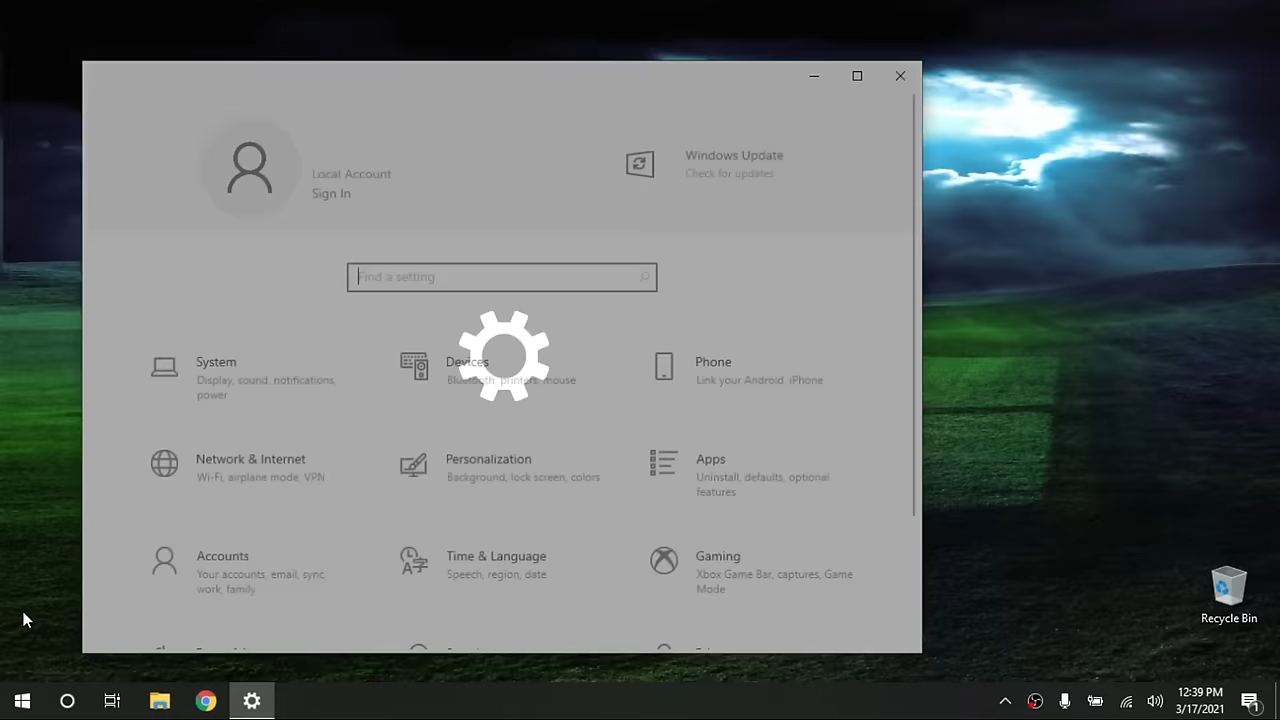 Local Account
Sign In
Windows Update
Check for updates
Find a setting
System
Display, sound, notifications,
power
Devices
Bluetooth, printers, mouse
Phone
Link your Android, iPhone
Network & Internet
Wi-Fi, airplane mode, VPN
Personalization
Background, lock screen, colors
Apps
Uninstall, defaults, optional
features
Accounts
Your accounts, email, sync,
work, family
Time & Language
Speech, region, date
Gaming
Xbox Game Bar, captures, Game
Mode
Recycle Bin
12:39 PM
3/17/2021
1